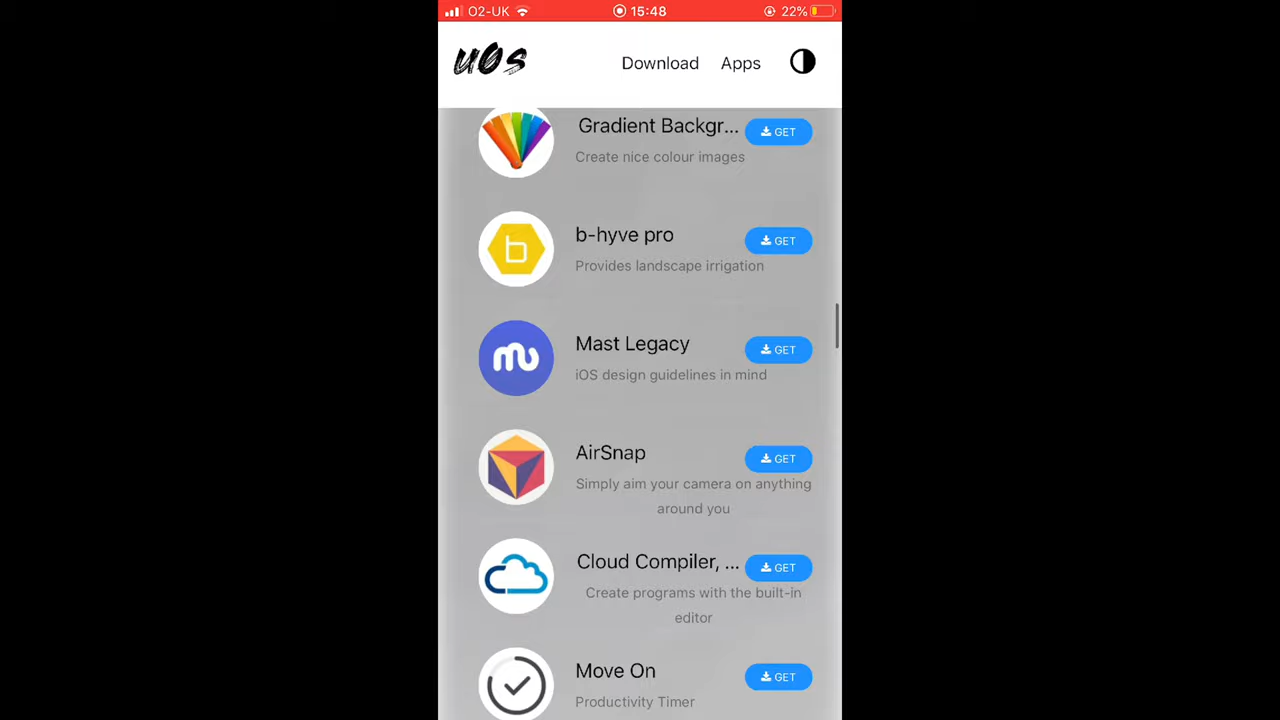 O2-UK 15:48 22%
uOs Download Apps
Gradient Backgr... GET
Create nice colour images
b
b-hyve pro GET
Provides landscape irrigation
Mast Legacy GET
iOS design guidelines in mind
AirSnap GET
Simply aim your camera on anything
around you
Cloud Compiler, ... GET
Create programs with the built-in
editor
Move On GET
Productivity Timer